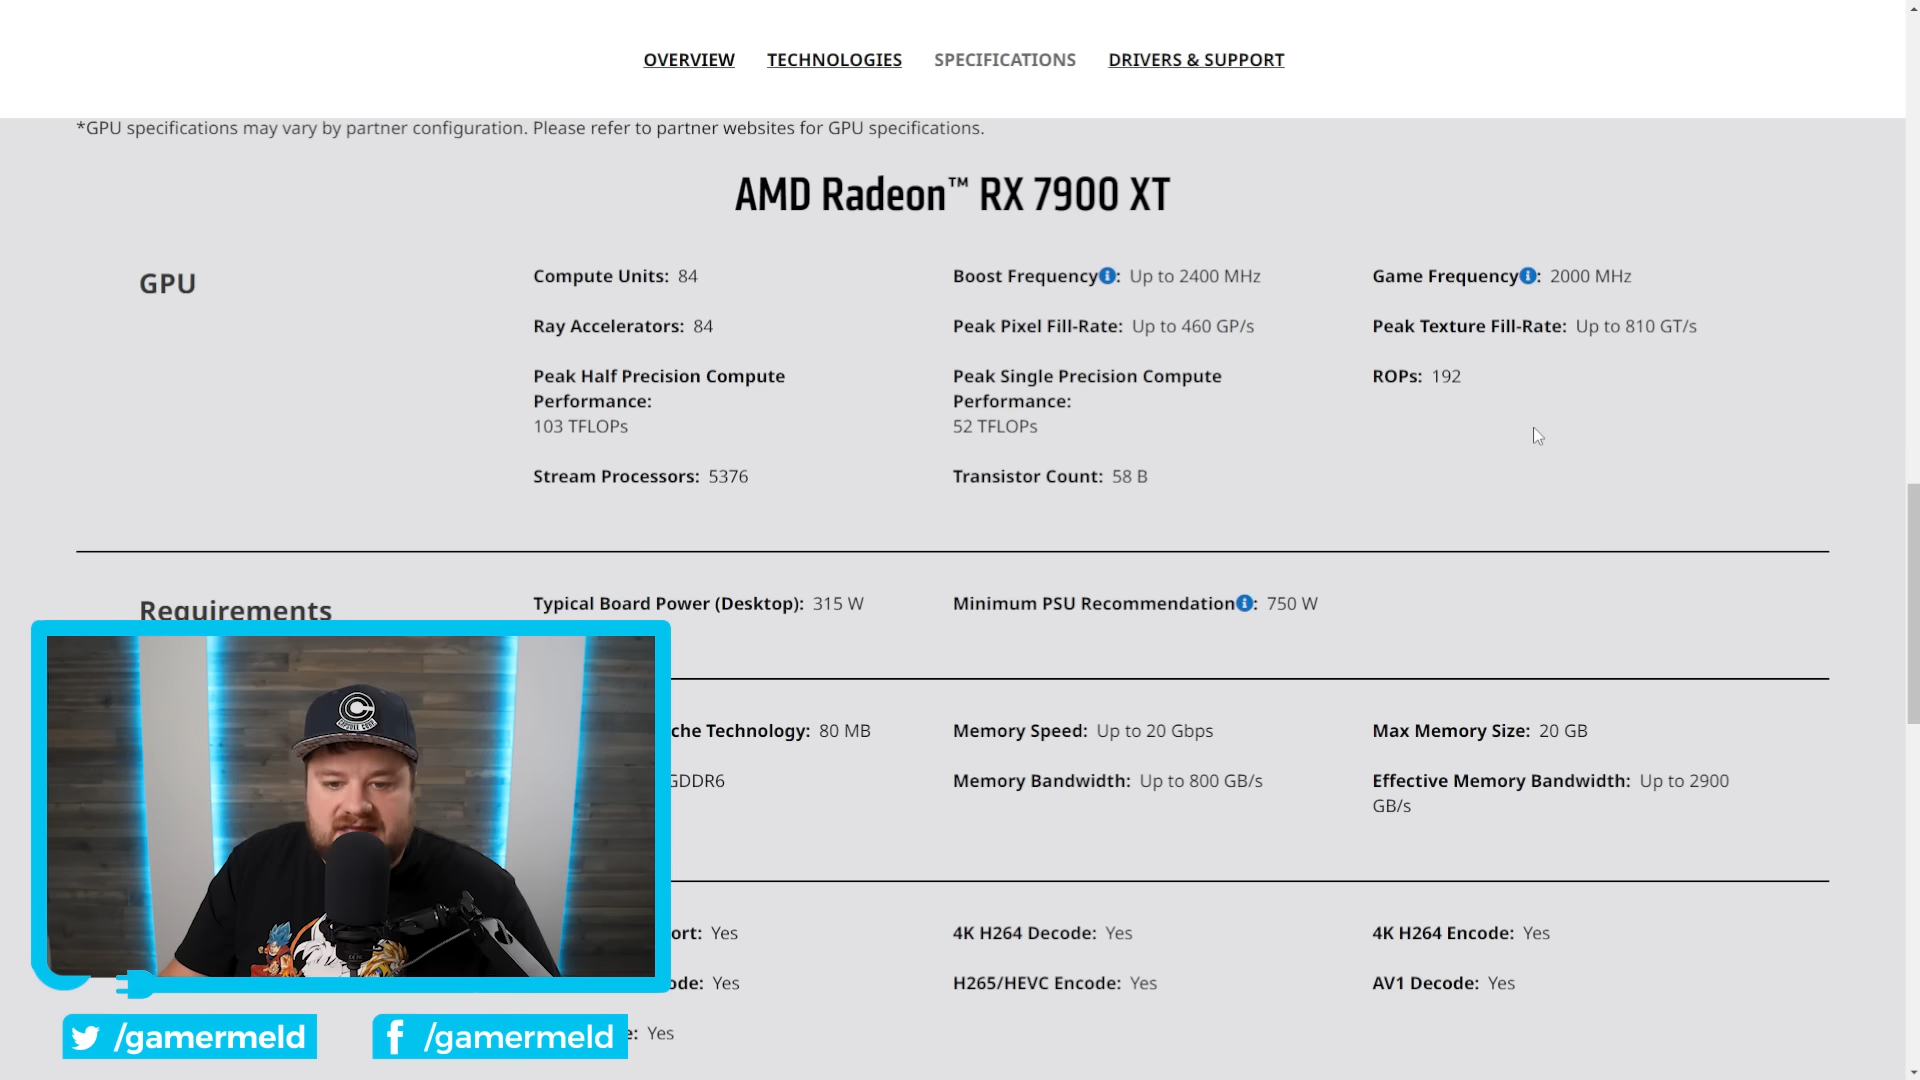 OVERVIEW TECHNOLOGIES SPECIFICATIONS DRIVERS & SUPPORT
*GPU specifications may vary by partner configuration. Please refer to partner websites for GPU specifications.
AMD Radeon™ RX 7900 XT
GPU
Compute Units: 84 Boost Frequency: Up to 2400 MHz Game Frequency: 2000 MHz
Ray Accelerators: 84 Peak Pixel Fill-Rate: Up to 460 GP/s Peak Texture Fill-Rate: Up to 810 GT/s
Peak Half Precision Compute Peak Single Precision Compute ROPs: 192
Performance: Performance:
103 TFLOPs 52 TFLOPs
Stream Processors: 5376 Transistor Count: 58 B
Requirements Typical Board Power (Desktop): 315 W Minimum PSU Recommendation: 750 W
che Technology: 80 MB Memory Speed: Up to 20 Gbps Max Memory Size: 20 GB
GDDR6 Memory Bandwidth: Up to 800 GB/s Effective Memory Bandwidth: Up to 2900
GB/s
ort: Yes 4K H264 Decode: Yes 4K H264 Encode: Yes
ode: Yes H265/HEVC Encode: Yes AV1 Decode: Yes
e: Yes
CAPSULE CORP
/gamermeld /gamermeld